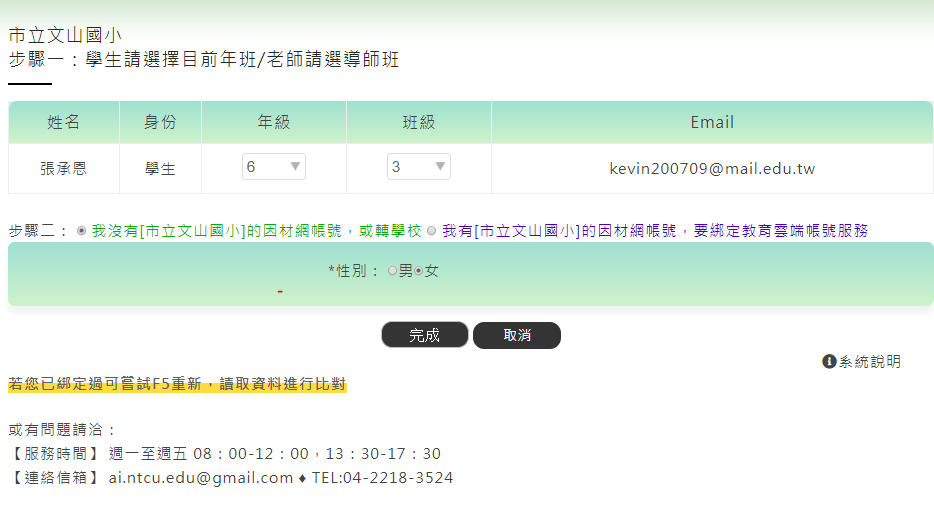 市立文山國小
步驟一：學生請選擇目前年班/老師請選導師班
姓名 身份 年級 班級 Email
張承恩 學生 6 3 kevin200709@mail.edu.tw
步驟二： 我沒有[市立文山國小]的因材網帳號，或轉學校 我有[市立文山國小]的因材網帳號，要綁定教育雲端帳號服務
*性別： 男 女
-
完成 取消
系統說明
若您已綁定過可嘗試F5重新，讀取資料進行比對
或有問題請洽：
【服務時間】 週一至週五 08：00-12：00，13：30-17：30
【連絡信箱】 ai.ntcu.edu@gmail.com ♦ TEL:04-2218-3524